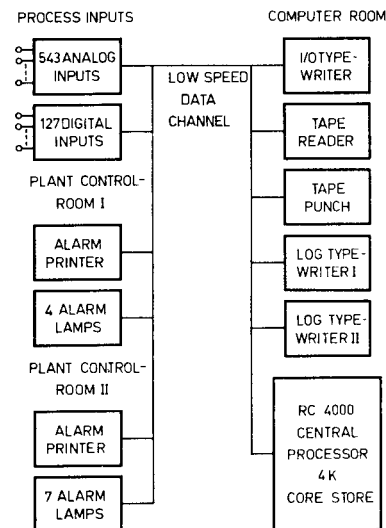 PROCESS INPUTS
543 ANALOG
INPUTS
127 DIGITAL
INPUTS
PLANT CONTROL-
ROOM I
ALARM
PRINTER
4 ALARM
LAMPS
PLANT CONTROL-
ROOM II
ALARM
PRINTER
7 ALARM
LAMPS
LOW SPEED
DATA
CHANNEL
COMPUTER ROOM
I/O TYPE-
WRITER
TAPE
READER
TAPE
PUNCH
LOG TYPE-
WRITER I
LOG TYPE-
WRITER II
RC 4000
CENTRAL
PROCESSOR
4K
CORE STORE